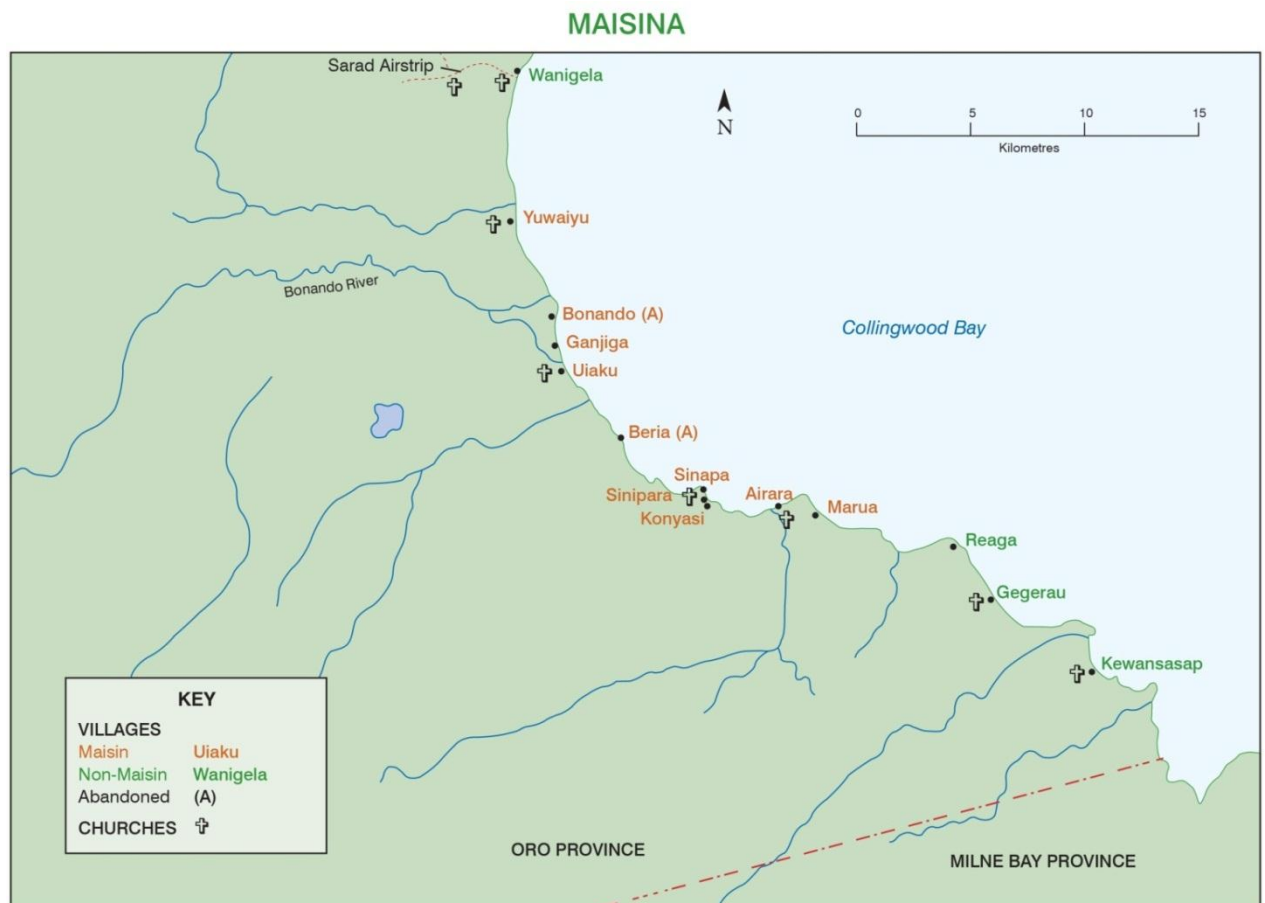 MAISINA
Sarad Airstrip
Wanigela
N
0 5 10 15
Kilometres
Yuwaiyu
Bonando River
Bonando (A)
Ganjiga
Uiaku
Collingwood Bay
Beria (A)
Sinapa
Sinipara
Konyasi
Airara
Marua
Reaga
Gegerau
Kewansasap
KEY
VILLAGES
Maisin Uiaku
Non-Maisin Wanigela
Abandoned (A)
CHURCHES
ORO PROVINCE
MILNE BAY PROVINCE